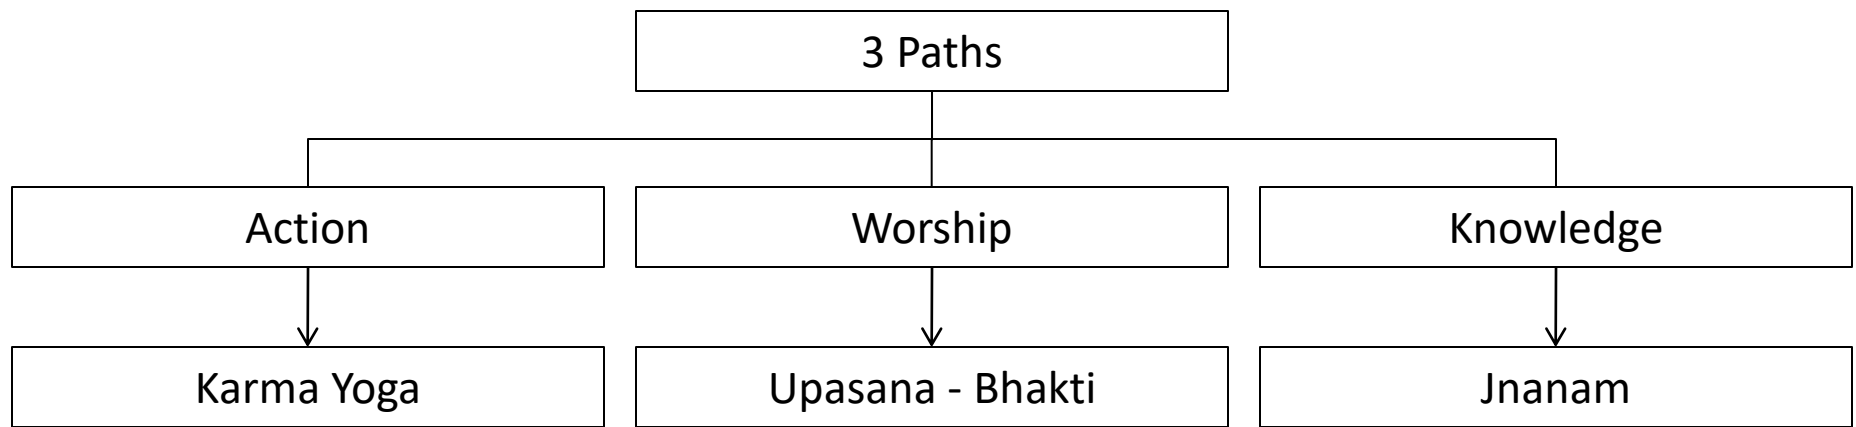 3 Paths
Action
Worship
Knowledge
Karma Yoga
Upasana - Bhakti
Jnanam